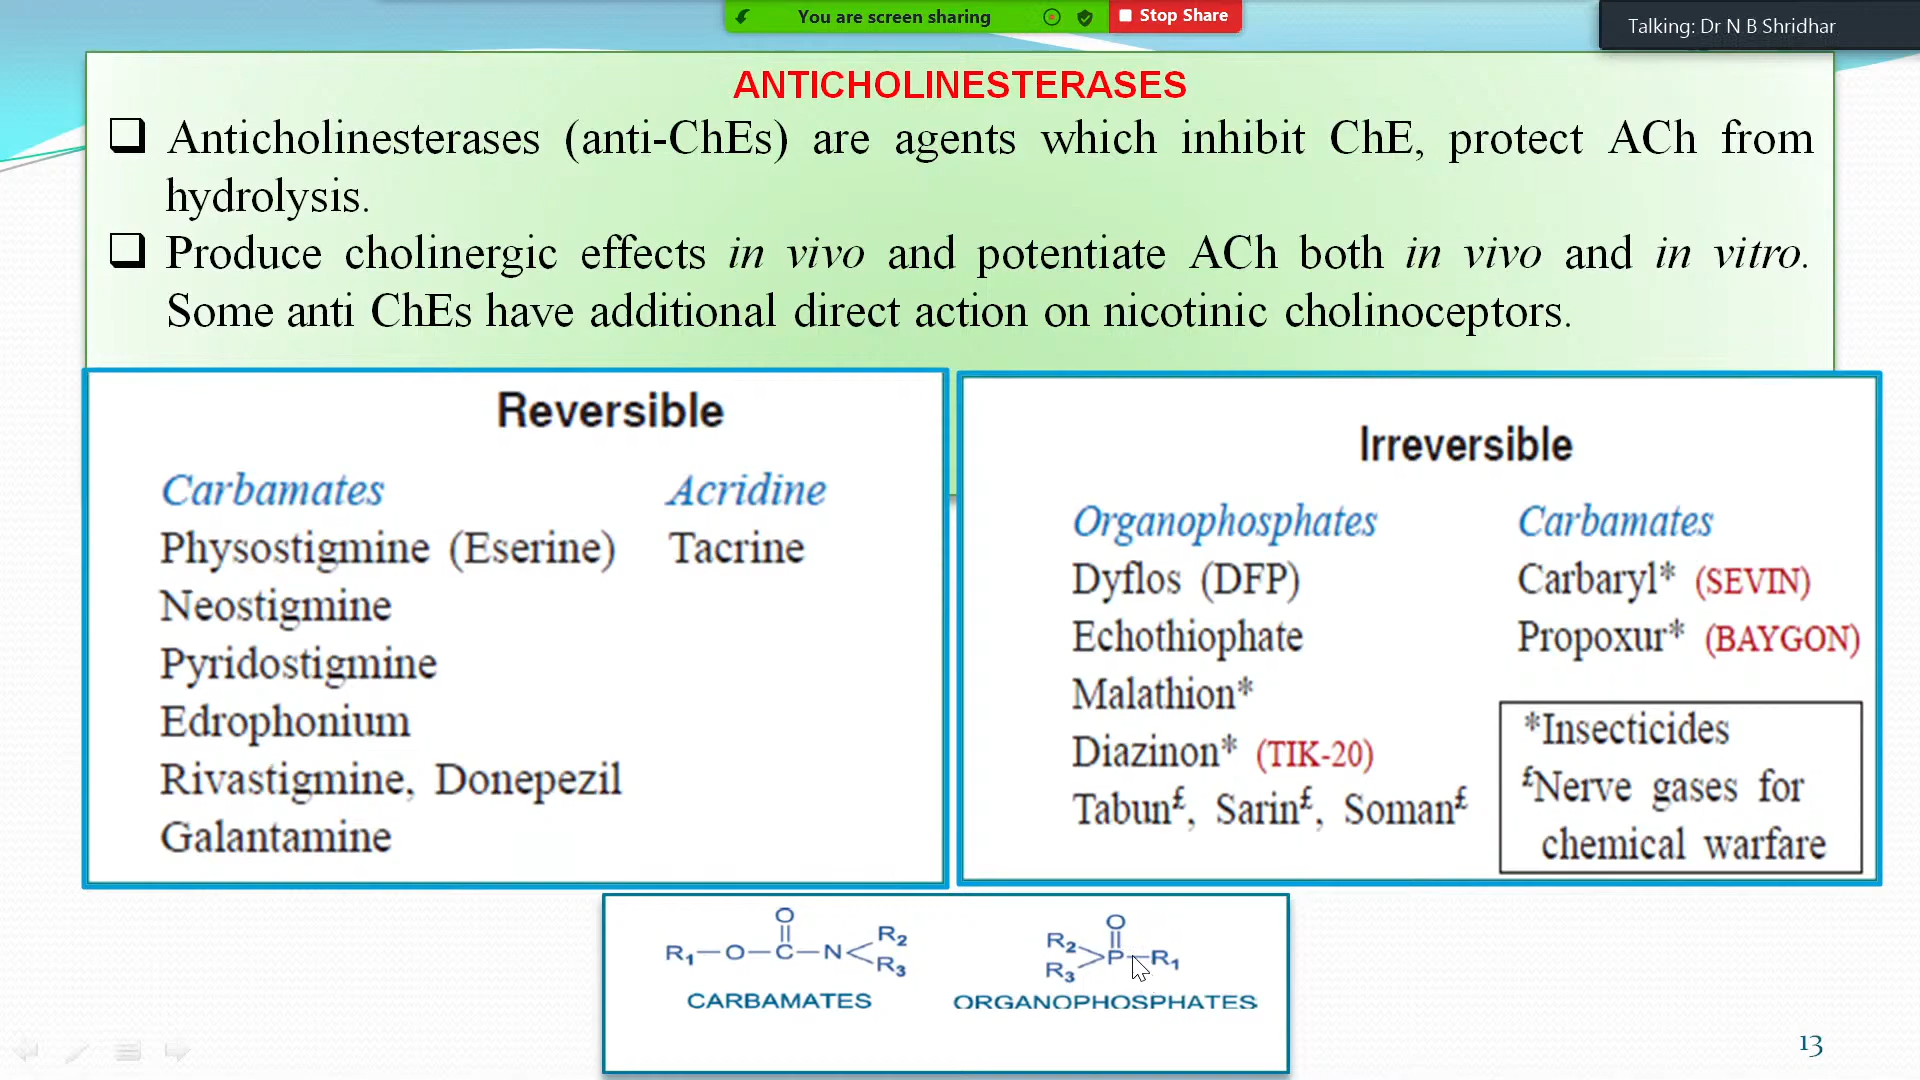 You are screen sharing
Stop Share
Talking: Dr N B Shridhar
ANTICHOLINESTERASES
❑ Anticholinesterases (anti-ChEs) are agents which inhibit ChE, protect ACh from
hydrolysis.
❑ Produce cholinergic effects in vivo and potentiate ACh both in vivo and in vitro.
Some anti ChEs have additional direct action on nicotinic cholinoceptors.
Reversible
Carbamates Acridine
Physostigmine (Eserine) Tacrine
Neostigmine
Pyridostigmine
Edrophonium
Rivastigmine, Donepezil
Galantamine
Irreversible
Organophosphates Carbamates
Dyflos (DFP) Carbaryl* (SEVIN)
Echothiophate Propoxur* (BAYGON)
Malathion*
Diazinon* (TIK-20)
Tabun£, Sarin£, Soman£
*Insecticides
£Nerve gases for
chemical warfare
O
R1—O—C—N R2
R3
CARBAMATES
O
R2
R3 P—R1
ORGANOPHOSPHATES
13